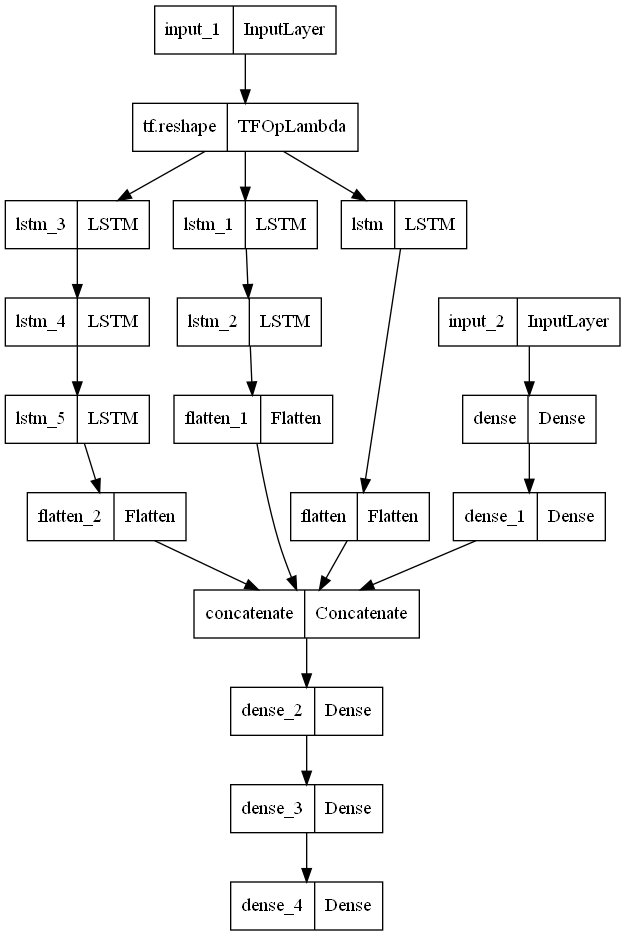 input_1 InputLayer
tf.reshape TFOpLambda
lstm_3 LSTM lstm_1 LSTM lstm LSTM
lstm_4 LSTM lstm_2 LSTM input_2 InputLayer
lstm_5 LSTM flatten_1 Flatten dense Dense
flatten_2 Flatten flatten Flatten dense_1 Dense
concatenate Concatenate
dense_2 Dense
dense_3 Dense
dense_4 Dense